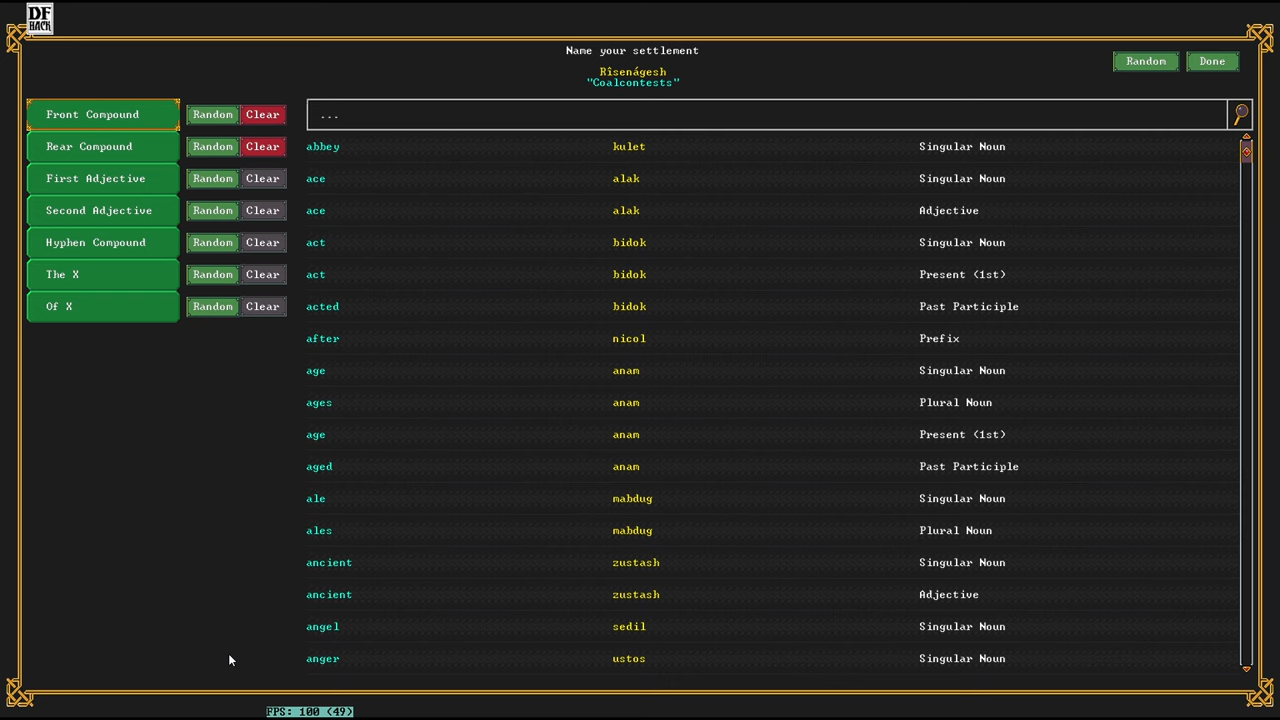 DF
HACK
Name your settlement
Rîsenágesh
"Coalcontests"
Random Done
Front Compound Random Clear ...
Rear Compound Random Clear abbey kulet Singular Noun
First Adjective Random Clear ace alak Singular Noun
Second Adjective Random Clear ace alak Adjective
Hyphen Compound Random Clear act bidok Singular Noun
The X Random Clear act bidok Present (1st)
Of X Random Clear acted bidok Past Participle
after nicol Prefix
age anam Singular Noun
ages anam Plural Noun
age anam Present (1st)
aged anam Past Participle
ale mabdug Singular Noun
ales mabdug Plural Noun
ancient zustash Singular Noun
ancient zustash Adjective
angel sedil Singular Noun
anger ustos Singular Noun
FPS: 100 (49)